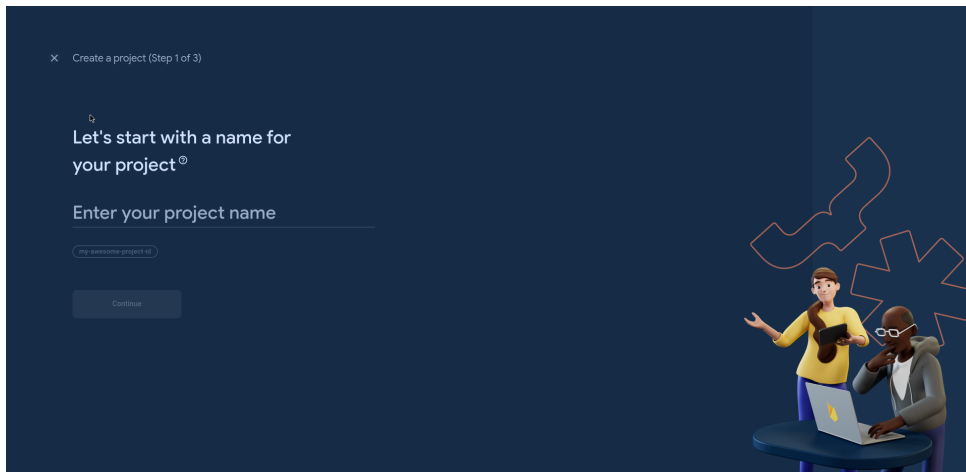 Create a project (Step 1 of 3)
Let's start with a name for
your project
Enter your project name
my-awesome-project-id
Continue